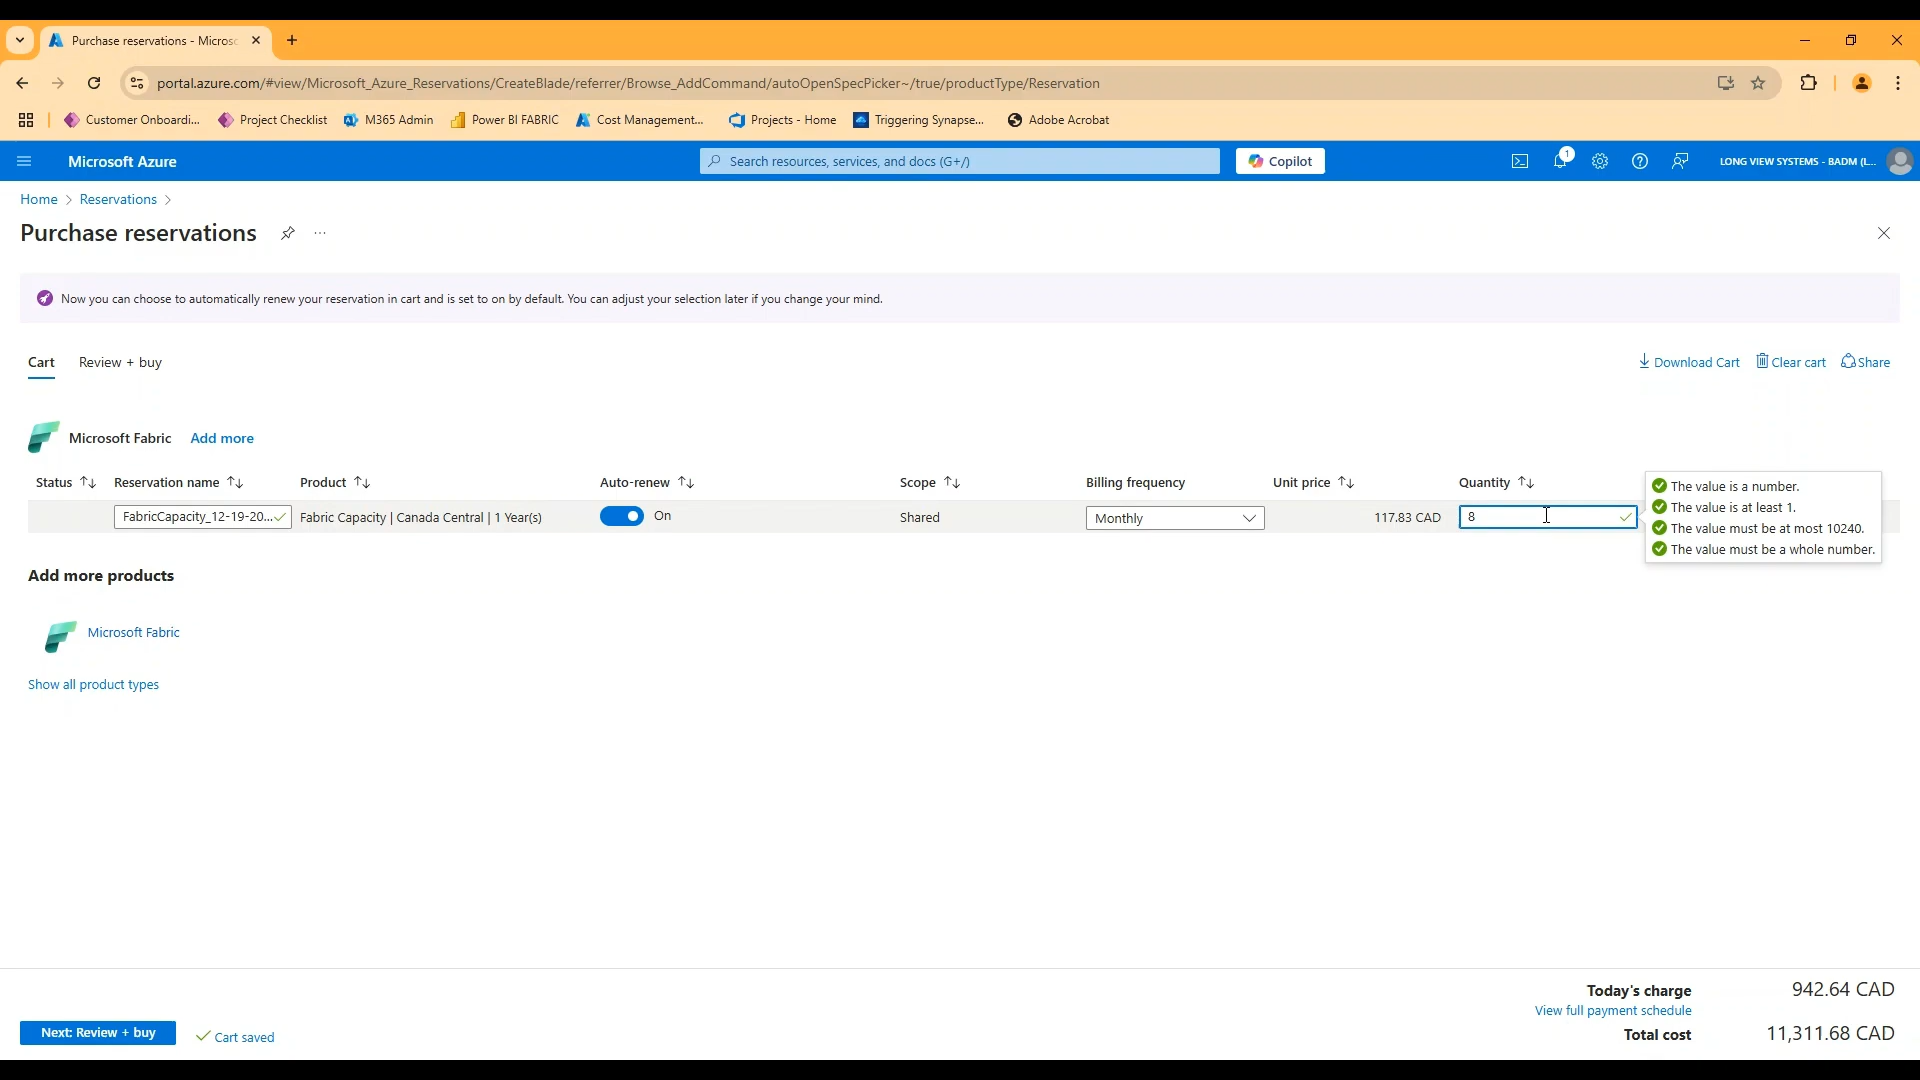 Purchase reservations - Micros
portal.azure.com/#view/Microsoft_Azure_Reservations/CreateBlade/referrer/Browse_AddCommand/autoOpenSpecPicker~/true/productType/Reservation
Customer Onboardi... Project Checklist M365 Admin Power BI FABRIC Cost Management... Projects - Home Triggering Synapse... Adobe Acrobat
Microsoft Azure Search resources, services, and docs (G+/) Copilot 1 LONG VIEW SYSTEMS - BADM (L...
Home > Reservations >
Purchase reservations ...
Now you can choose to automatically renew your reservation in cart and is set to on by default. You can adjust your selection later if you change your mind.
Cart Review + buy Download Cart Clear cart Share
Microsoft Fabric Add more
Status Reservation name Product Auto-renew Scope Billing frequency Unit price Quantity
FabricCapacity_12-19-20... Fabric Capacity | Canada Central | 1 Year(s) On Shared Monthly 117.83 CAD 8
The value is a number.
The value is at least 1.
The value must be at most 10240.
The value must be a whole number.
Add more products
Microsoft Fabric
Show all product types
Today's charge 942.64 CAD
View full payment schedule
Next: Review + buy Cart saved Total cost 11,311.68 CAD